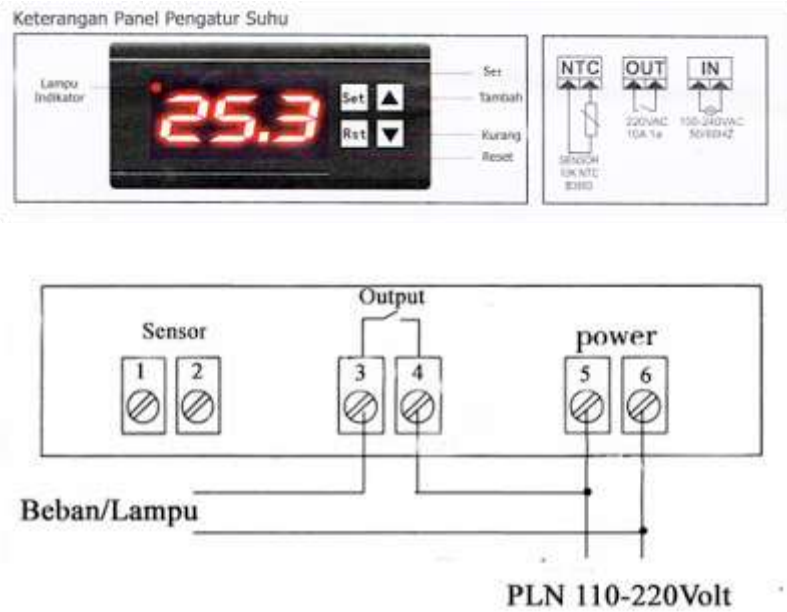 Keterangan Panel Pengatur Suhu
Lampu
Indikator
25.3
Set
Rst
Set
Tambah
Kurang
Reset
NTC OUT IN
220VAC
10A 1a
100-240VAC
50/60HZ
SENSOR
10K NTC
Output
Sensor
power
1 2 3 4 5 6
Beban/Lampu
PLN 110-220Volt